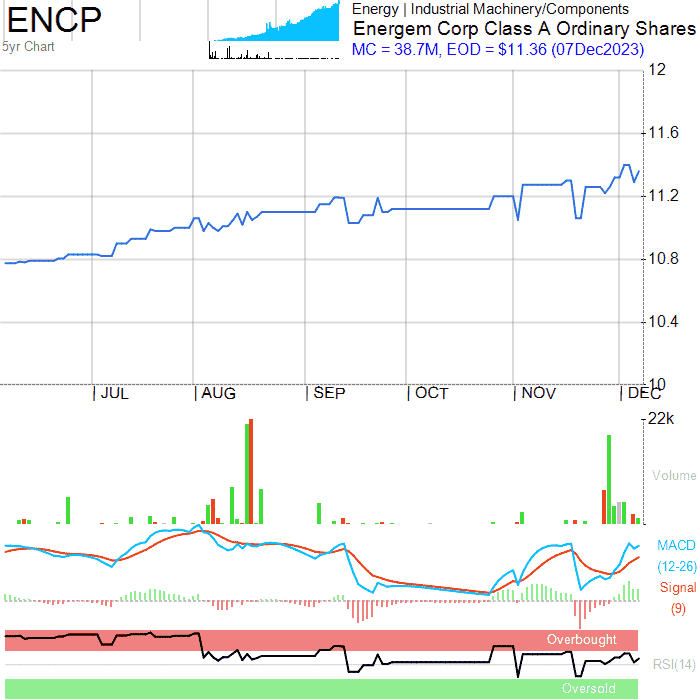 ENCP
5yr Chart
Energy | Industrial Machinery/Components
Energem Corp Class A Ordinary Shares
MC = 38.7M, EOD = $11.36 (07Dec2023)
12
11.6
11.2
10.8
10.4
10
JUL AUG SEP OCT NOV DEC
22k
Volume
MACD
(12-26)
Signal
(9)
Overbought
RSI(14)
Oversold